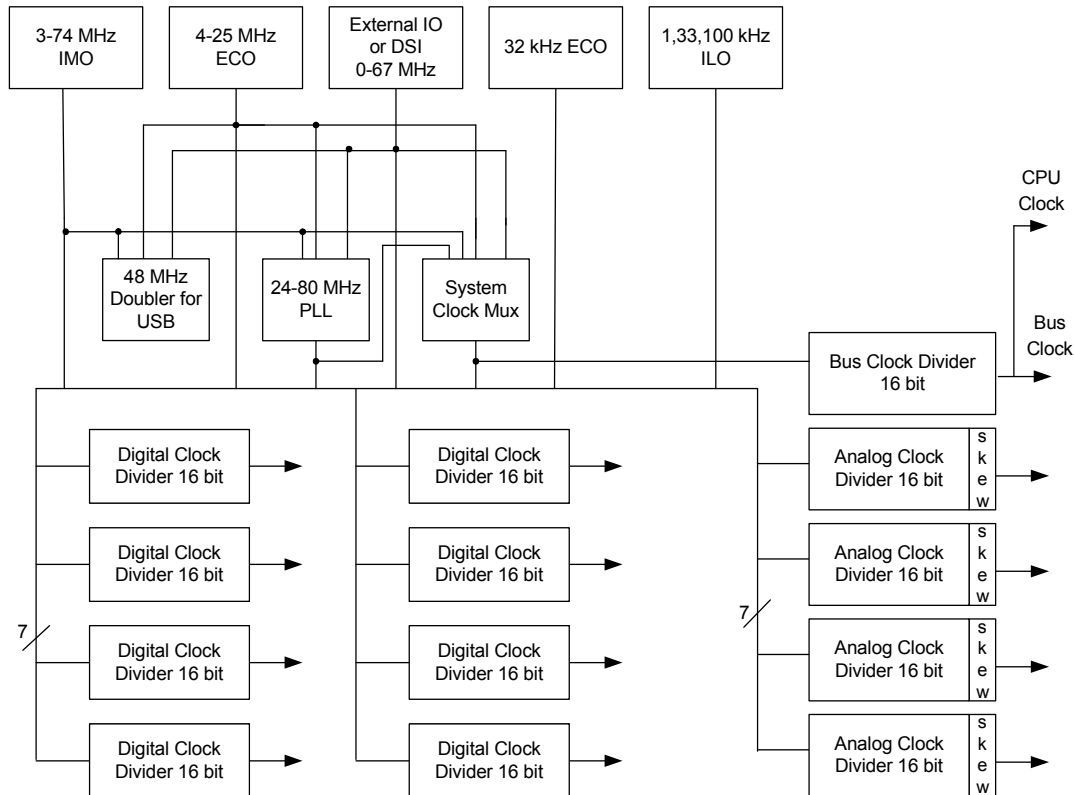 3-74 MHz
IMO
4-25 MHz
ECO
External IO
or DSI
0-67 MHz
32 kHz ECO
1,33,100 kHz
ILO
CPU
Clock
48 MHz
Doubler for
USB
24-80 MHz
PLL
System
Clock Mux
Bus
Clock
Bus Clock Divider
16 bit
Digital Clock
Divider 16 bit
Digital Clock
Divider 16 bit
Analog Clock
Divider 16 bit
s
k
e
w
Digital Clock
Divider 16 bit
Digital Clock
Divider 16 bit
Analog Clock
Divider 16 bit
s
k
e
w
7
7
Digital Clock
Divider 16 bit
Digital Clock
Divider 16 bit
Analog Clock
Divider 16 bit
s
k
e
w
Digital Clock
Divider 16 bit
Digital Clock
Divider 16 bit
Analog Clock
Divider 16 bit
s
k
e
w